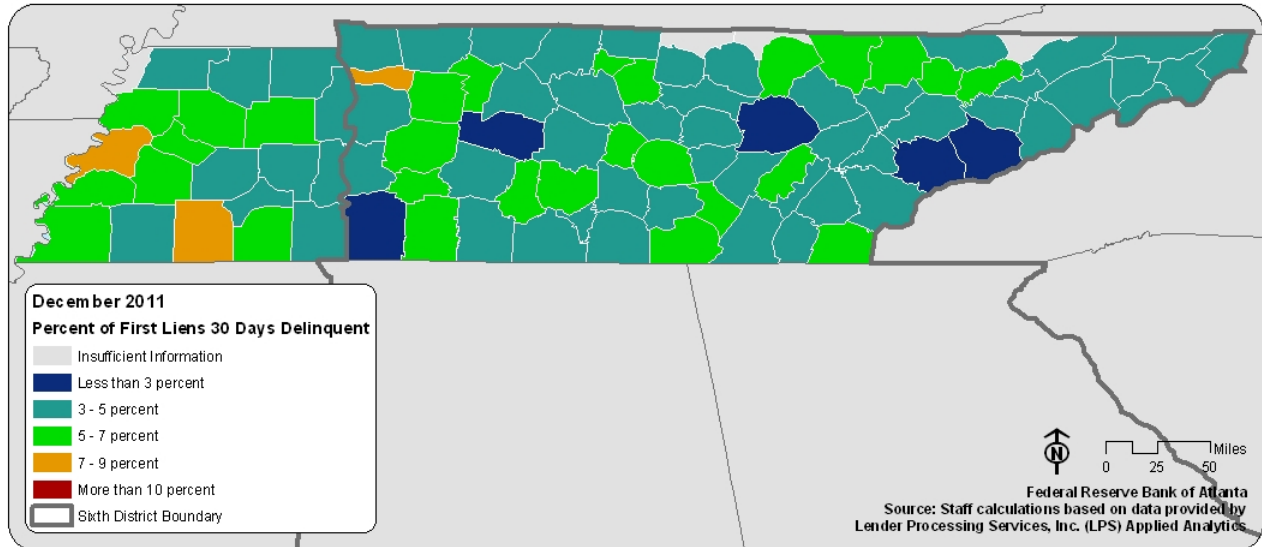 December 2011
Percent of First Liens 30 Days Delinquent
Insufficient Information
Less than 3 percent
3 - 5 percent
5 - 7 percent
7 - 9 percent
More than 10 percent
Sixth District Boundary
N
Miles
0 25 50
Federal Reserve Bank of Atlanta
Source: Staff calculations based on data provided by
Lender Processing Services, Inc. (LPS) Applied Analytics